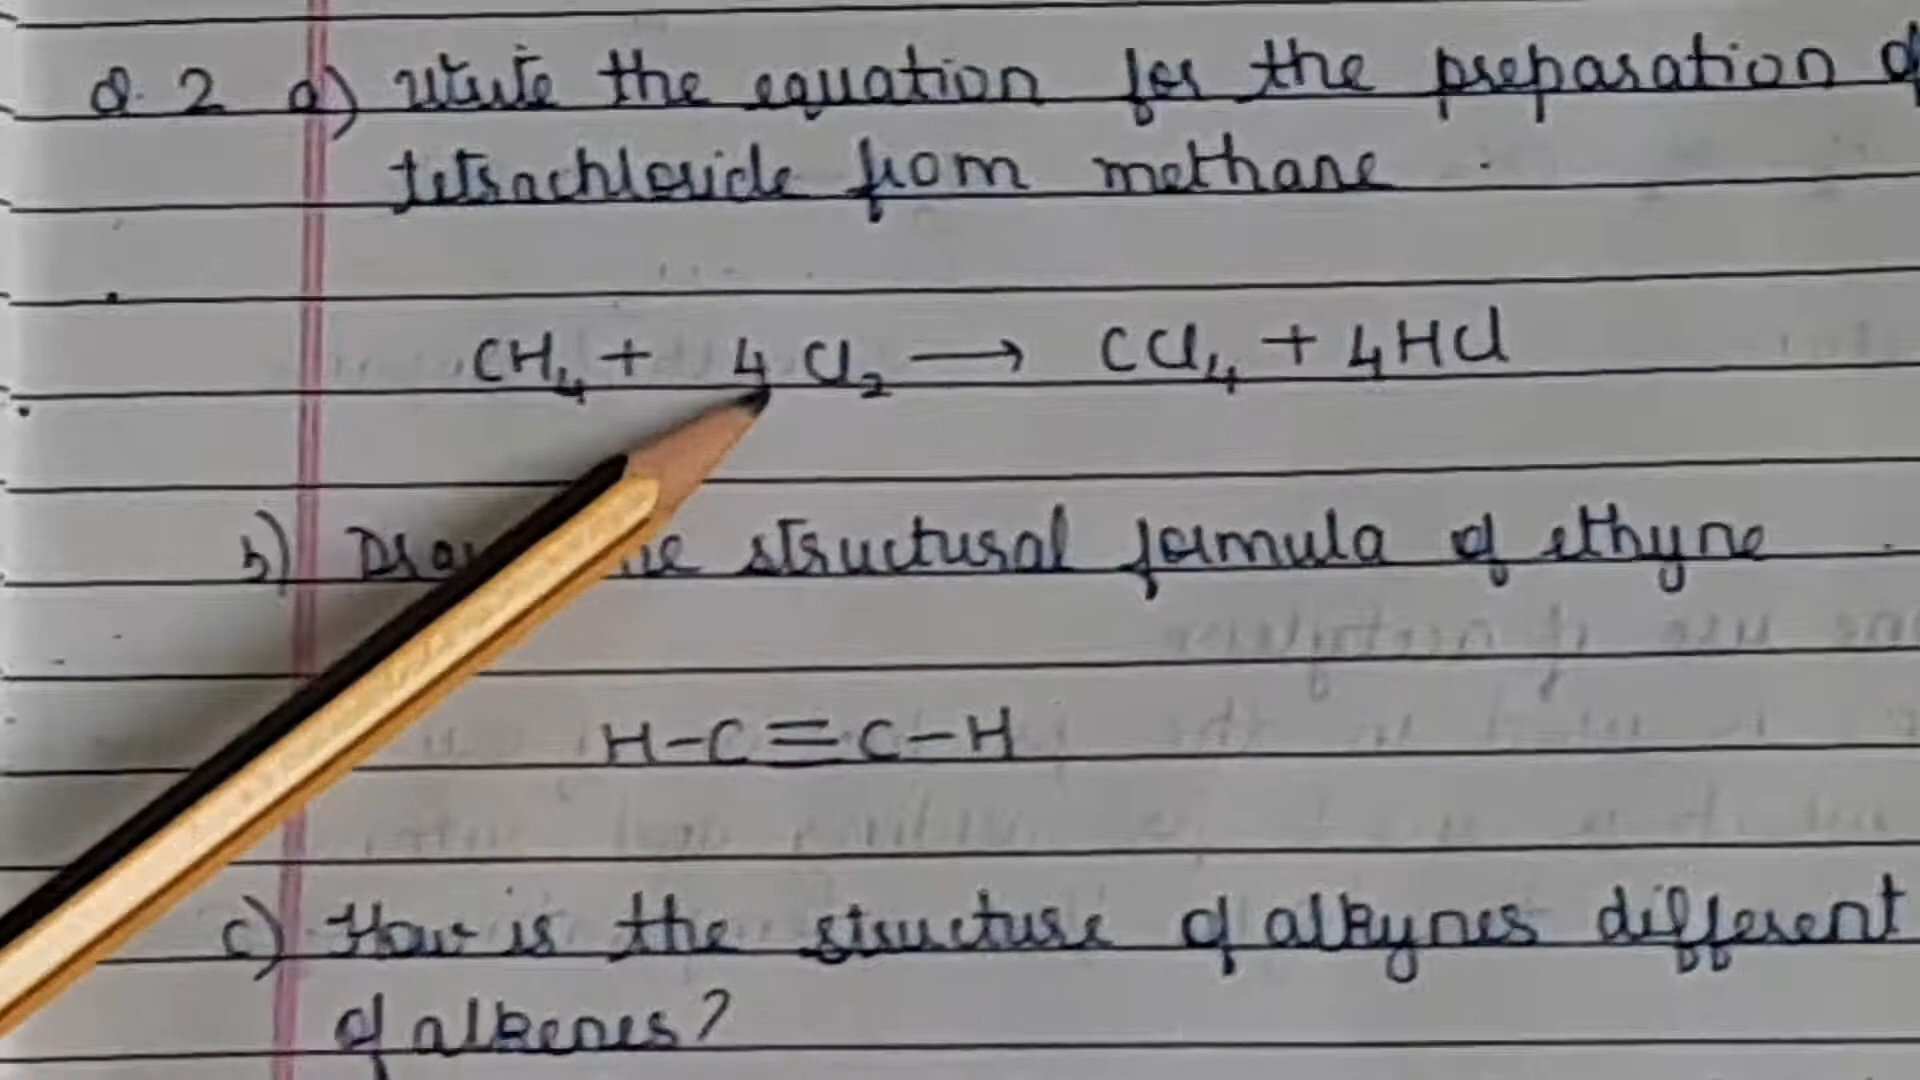 Q. 2 a) Write the equation for the preparation of
tetrachloride from methane.
CH₄ + 4 Cl₂ → CCl₄ + 4HCl
b) structural formula of ethyne.
H-C≡C-H
c) How is the structure of alkynes different
of alkenes?